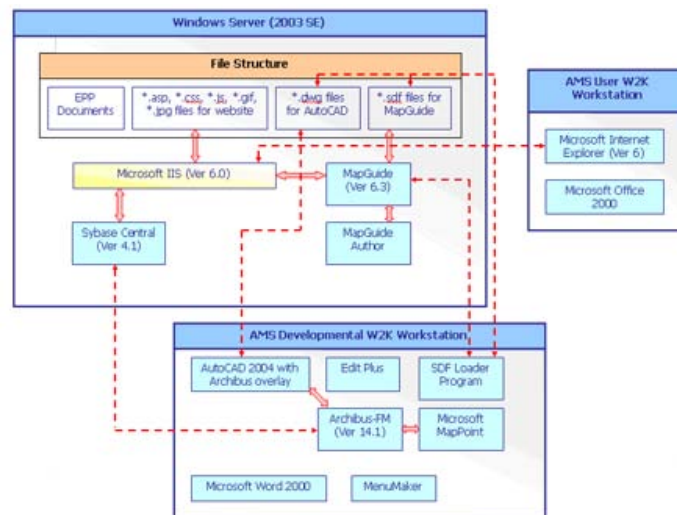 Windows Server (2003 SE)
File Structure
EPP
Documents
*.asp, *.css, *.js, *.gif,
*.jpg files for website
*.dwg files
for AutoCAD
*.sdf files for
MapGuide
Microsoft IIS (Ver 6.0)
MapGuide
(Ver 6.3)
Sybase Central
(Ver 4.1)
MapGuide
Author
AMS User W2K
Workstation
Microsoft Internet
Explorer (Ver 6)
Microsoft Office
2000
AMS Developmental W2K Workstation
AutoCAD 2004 with
Archibus overlay
Edit Plus
SDF Loader
Program
Archibus-FM
(Ver 14.1)
Microsoft
MapPoint
Microsoft Word 2000
MenuMaker